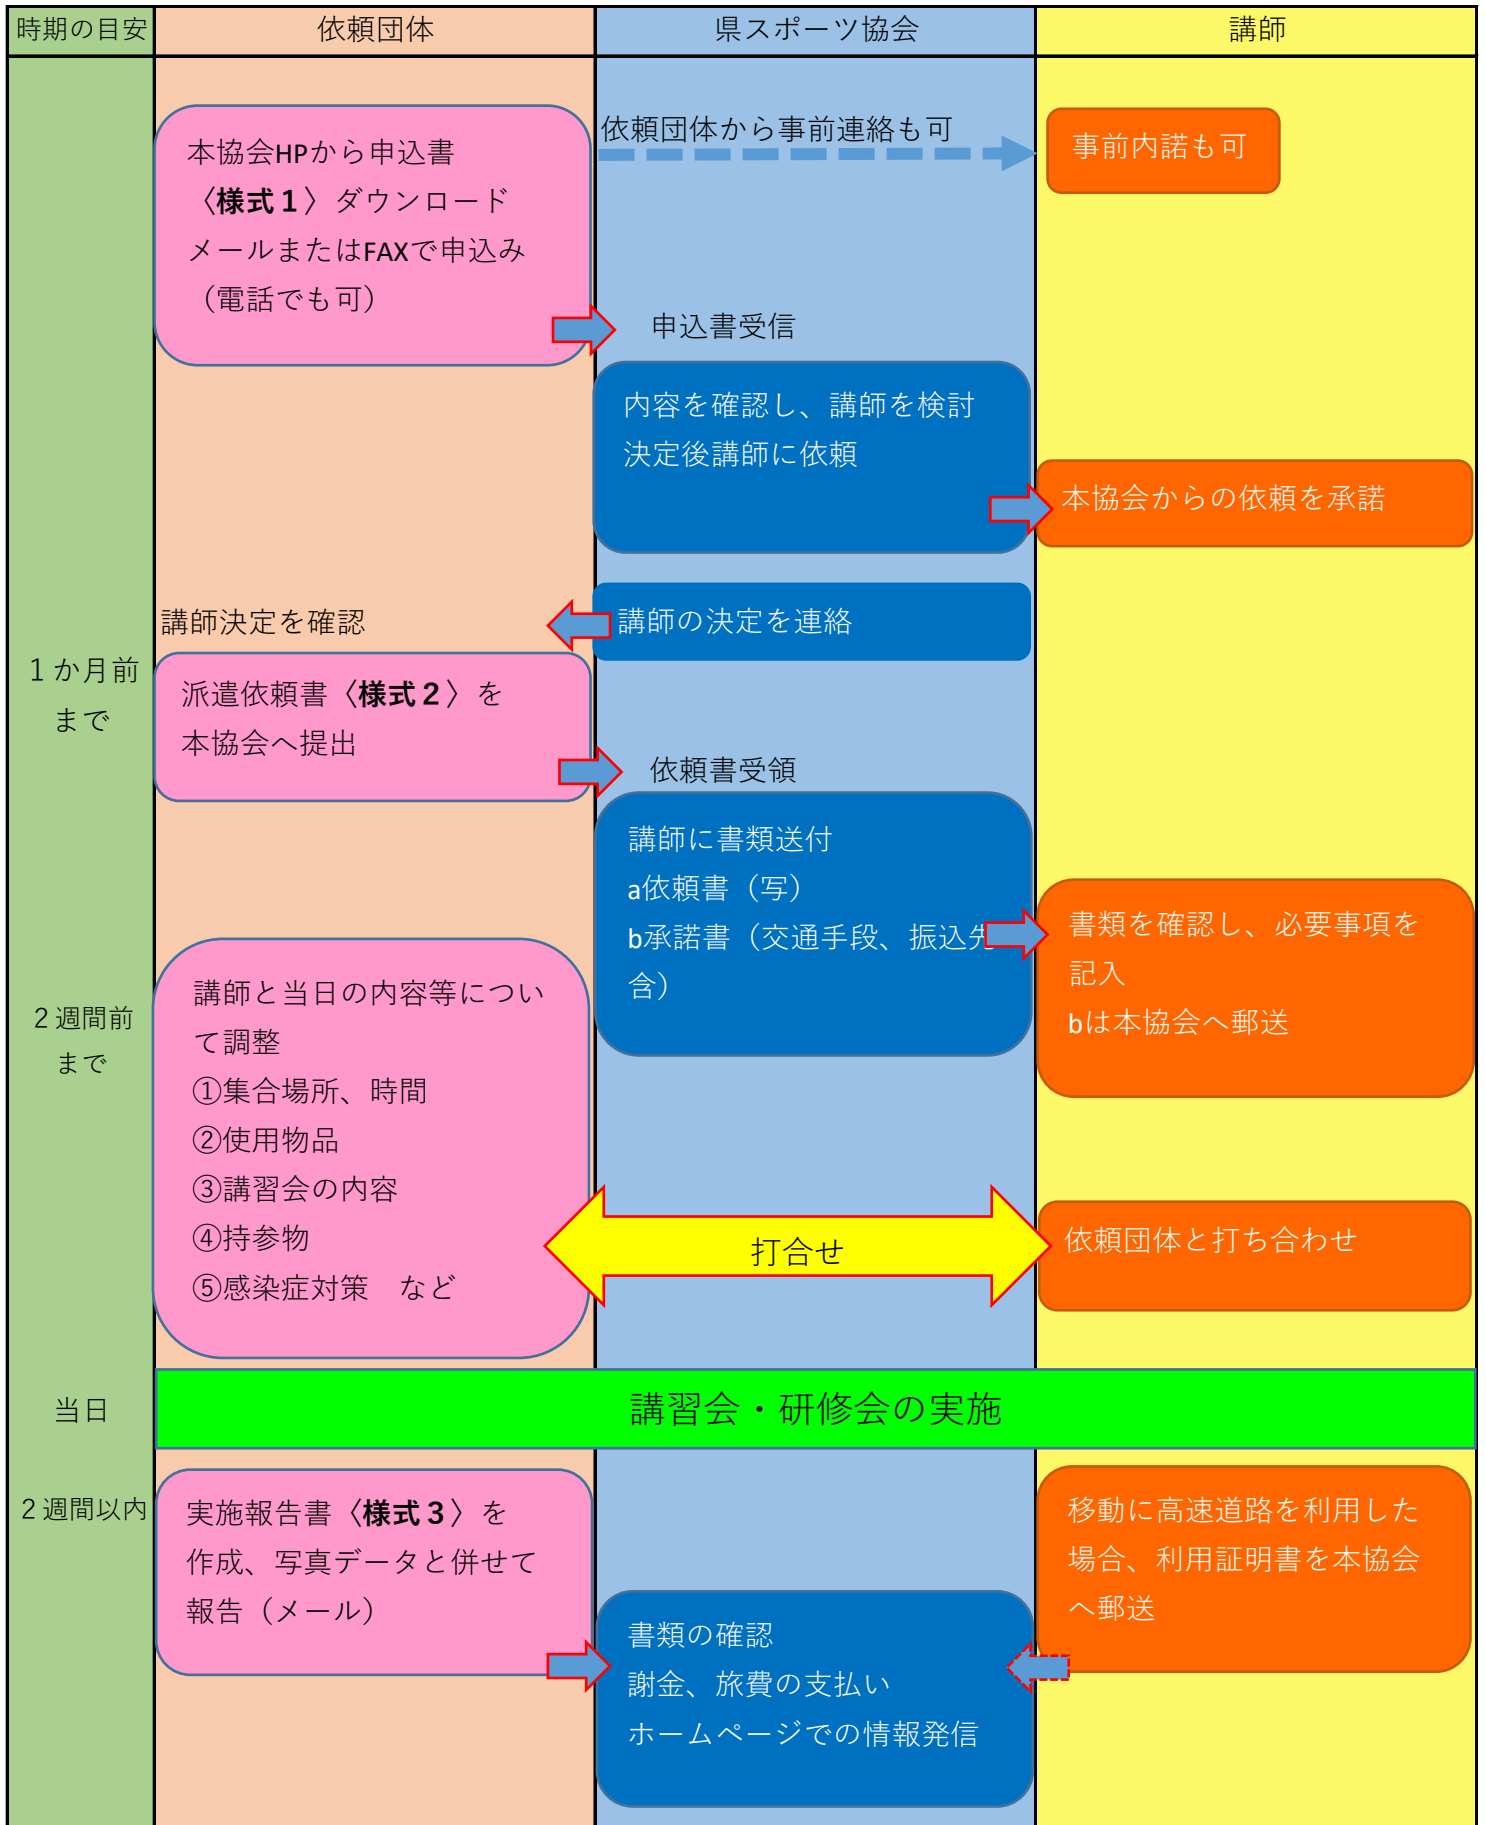 時期の目安
依頼団体
県スポーツ協会
講師
本協会HPから申込書
〈様式１〉ダウンロード
メールまたはFAXで申込み
（電話でも可）
依頼団体から事前連絡も可
事前内諾も可
申込書受信
内容を確認し、講師を検討
決定後講師に依頼
本協会からの依頼を承諾
講師の決定を連絡
講師決定を確認
１か月前
まで
派遣依頼書〈様式２〉を
本協会へ提出
依頼書受領
講師に書類送付
a依頼書（写）
b承諾書（交通手段、振込先
含）
書類を確認し、必要事項を
記入
bは本協会へ郵送
２週間前
まで
講師と当日の内容等につい
て調整
①集合場所、時間
②使用物品
③講習会の内容
④持参物
⑤感染症対策　など
打合せ
依頼団体と打ち合わせ
当日
講習会・研修会の実施
２週間以内
実施報告書〈様式３〉を
作成、写真データと併せて
報告（メール）
書類の確認
謝金、旅費の支払い
ホームページでの情報発信
移動に高速道路を利用した
場合、利用証明書を本協会
へ郵送